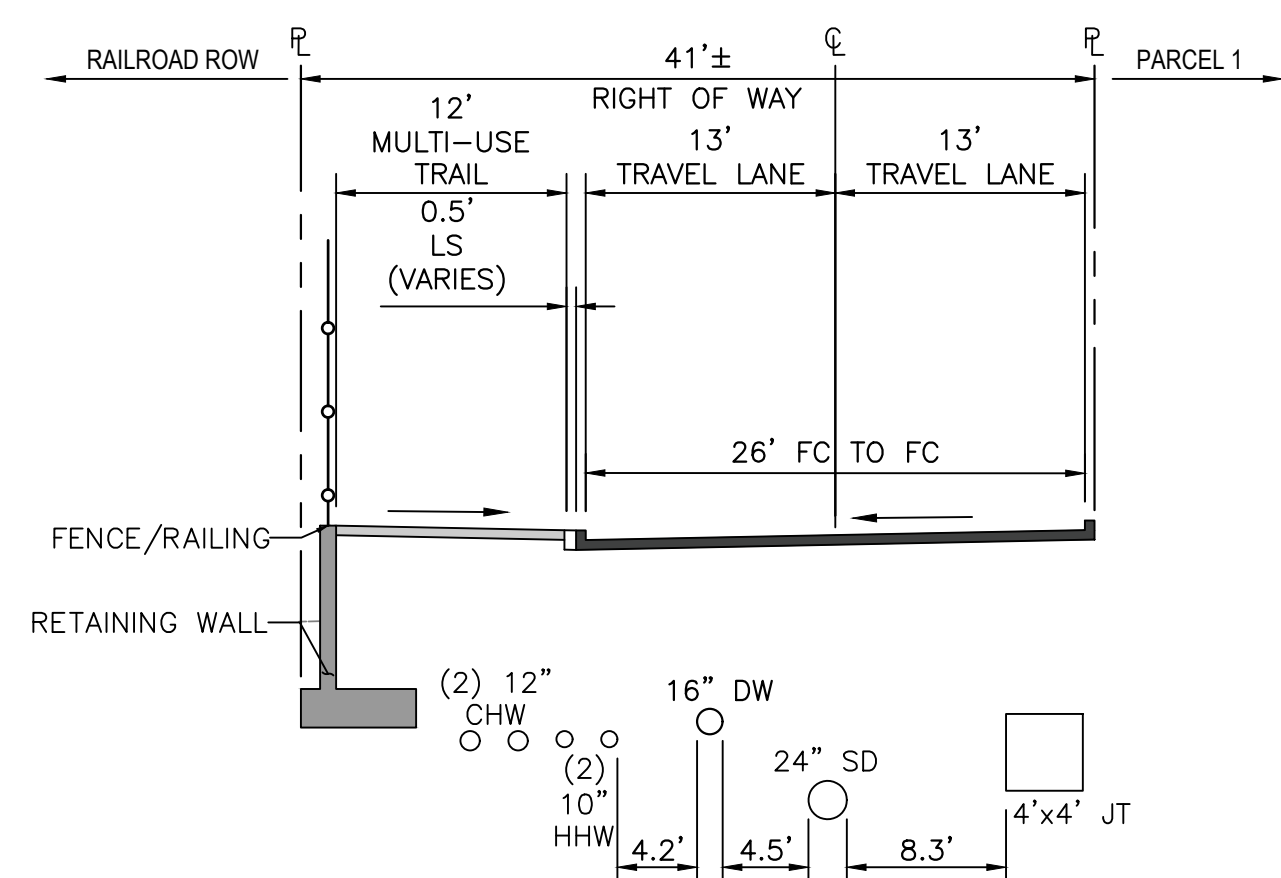 ℄
℄
℄
RAILROAD ROW
41'±
PARCEL 1
RIGHT OF WAY
12'
MULTI-USE
TRAIL
13'
TRAVEL LANE
13'
TRAVEL LANE
0.5'
LS
(VARIES)
26' FC TO FC
FENCE/RAILING
RETAINING WALL
(2) 12"
CHW
16" DW
24" SD
(2)
10"
HHW
4'x4' JT
4.2'
4.5'
8.3'